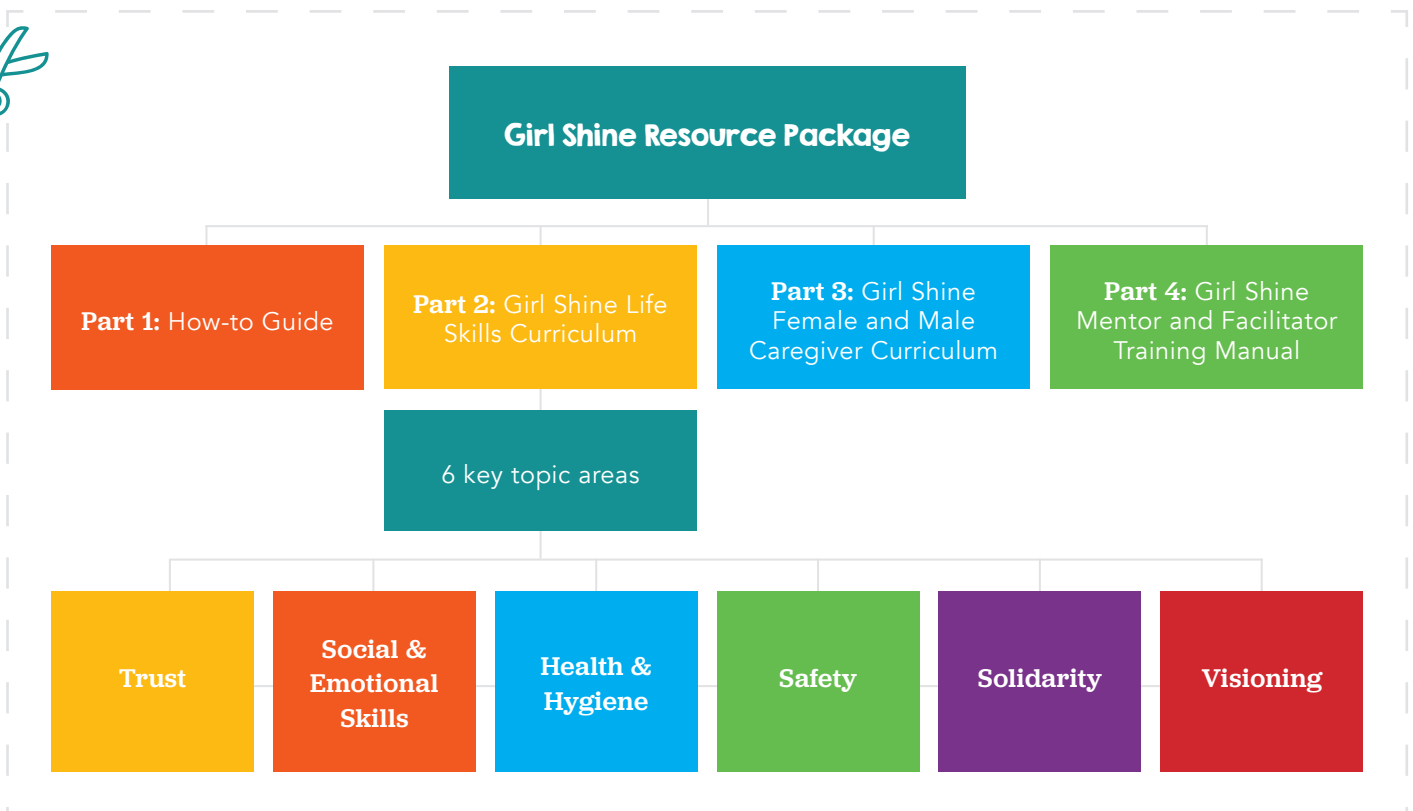 Girl Shine Resource Package
Part 1: How-to Guide
Part 2: Girl Shine Life
Skills Curriculum
Part 3: Girl Shine
Female and Male
Caregiver Curriculum
Part 4: Girl Shine
Mentor and Facilitator
Training Manual
6 key topic areas
Trust
Social &
Emotional
Skills
Health &
Hygiene
Safety
Solidarity
Visioning